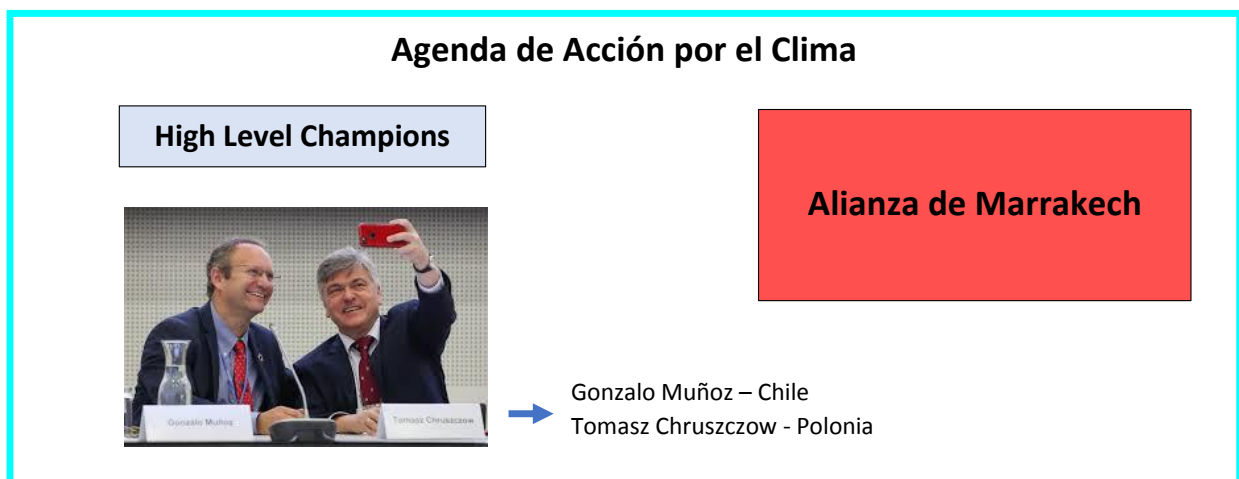 Agenda de Acción por el Clima
High Level Champions
Alianza de Marrakech
Gonzalo Muñoz
Tomasz Chruszczow
Gonzalo Muñoz – Chile
Tomasz Chruszczow - Polonia